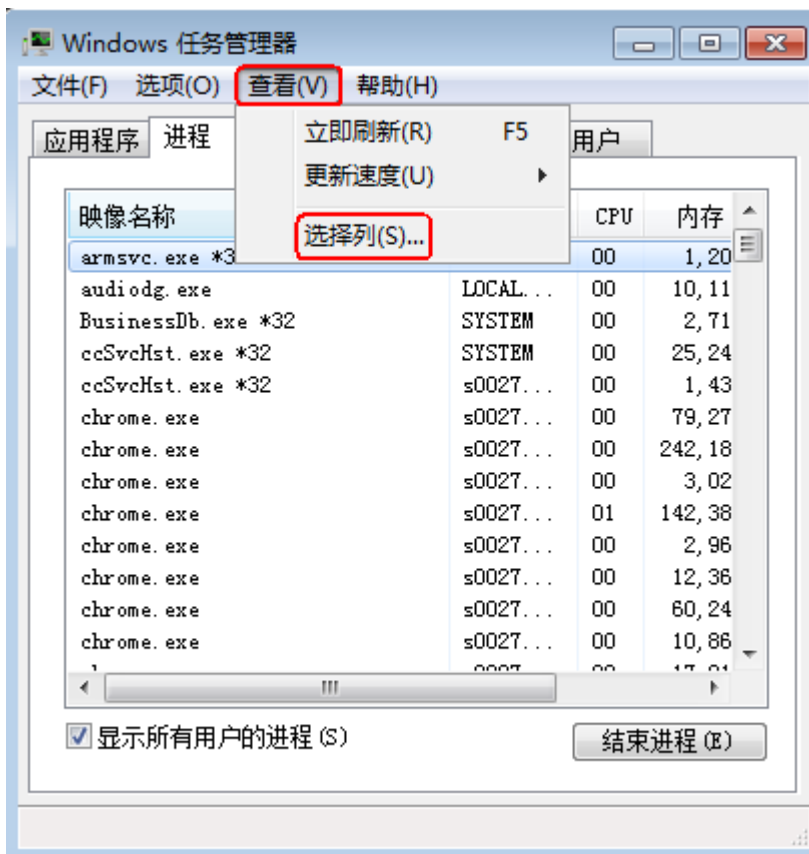 Windows 任务管理器
文件(F) 选项(O) 查看(V) 帮助(H)
立即刷新(R) F5
更新速度(U)
选择列(S)...
应用程序 进程 用户
映像名称 CPU 内存
armsvc.exe *3 00 1,20
audiodg.exe LOCAL... 00 10,11
BusinessDb.exe *32 SYSTEM 00 2,71
ccSvcHst.exe *32 SYSTEM 00 25,24
ccSvcHst.exe *32 s0027... 00 1,43
chrome.exe s0027... 00 79,27
chrome.exe s0027... 00 242,18
chrome.exe s0027... 00 3,02
chrome.exe s0027... 01 142,38
chrome.exe s0027... 00 2,96
chrome.exe s0027... 00 12,36
chrome.exe s0027... 00 60,24
chrome.exe s0027... 00 10,86
显示所有用户的进程(S) 结束进程(E)